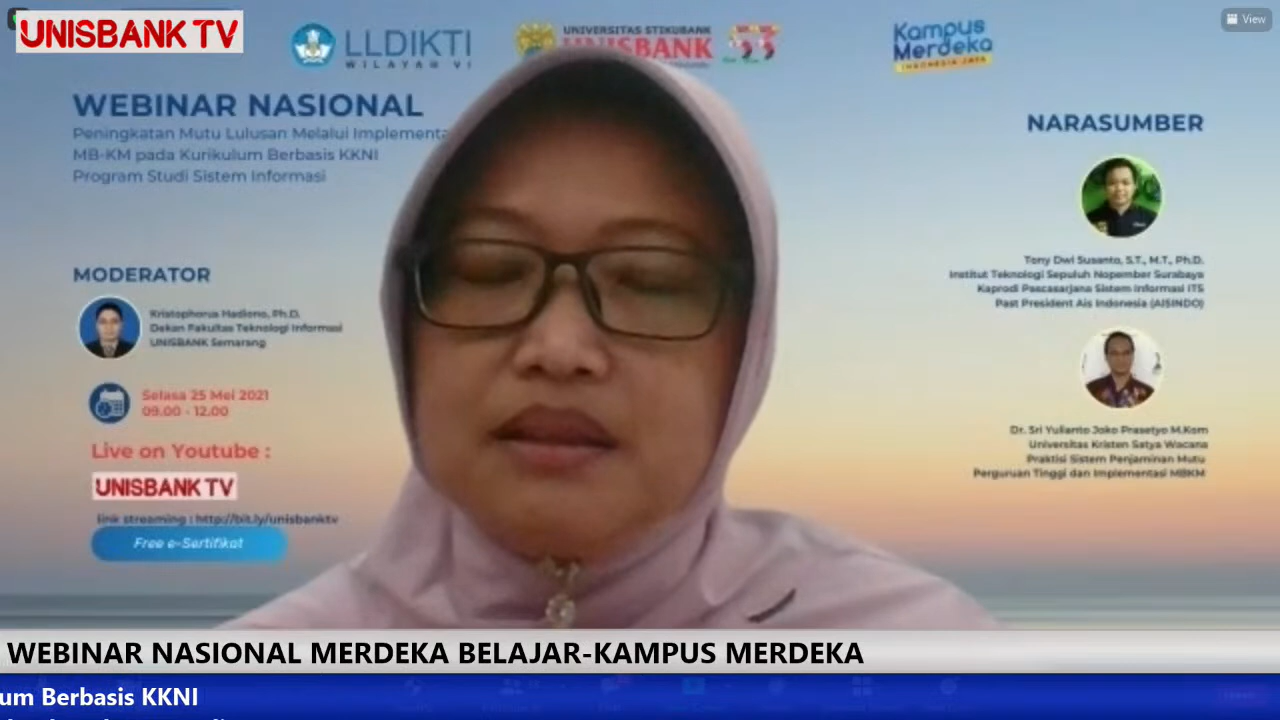 UNISBANK TV
LLDIKTI
WILAYAH VI
UNIVERSITAS STIKUBANK
UNISBANK
53
Kampus
Merdeka
INDONESIA JAYA
View
WEBINAR NASIONAL
Peningkatan Mutu Lulusan Melalui Implementa
MB-KM pada Kurikulum Berbasis KKNI
Program Studi Sistem Informasi
MODERATOR
Kristophorus Hadiono, Ph.D.
Dekan Fakultas Teknologi Informasi
UNISBANK Semarang
Selasa 25 Mei 2021
09.00 - 12.00
Live on Youtube :
UNISBANK TV
link streaming : http://bit.ly/unisbanktv
Free e-Sertifikat
NARASUMBER
Tony Dwi Susanto, S.T., M.T., Ph.D.
Institut Teknologi Sepuluh Nopember Surabaya
Kaprodi Pascasarjana Sistem Informasi ITS
Past President Ais Indonesia (AISINDO)
Dr. Sri Yulianto Joko Prasetyo M.Kom
Universitas Kristen Satya Wacana
Praktisi Sistem Penjaminan Mutu
Perguruan Tinggi dan Implementasi MBKM
WEBINAR NASIONAL MERDEKA BELAJAR-KAMPUS MERDEKA
um Berbasis KKNI